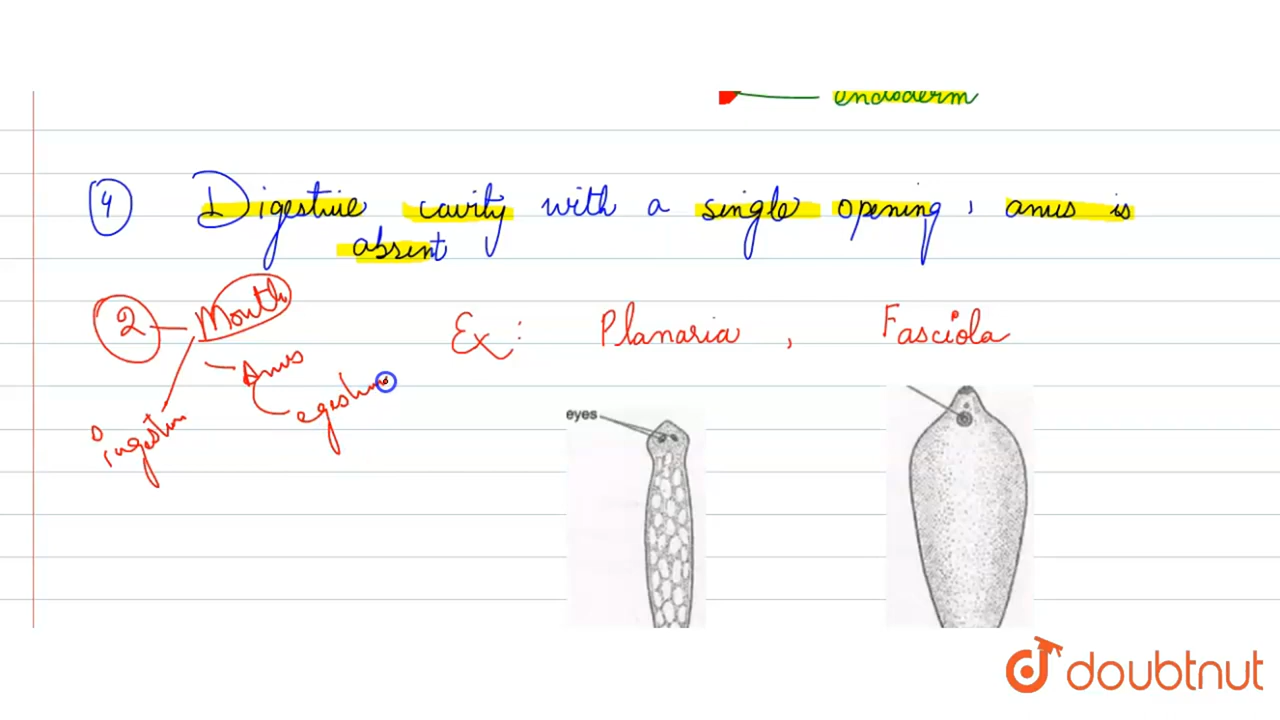 endoderm
4 Digestive cavity with a single opening, anus is
absent
2 — Mouth
Anus
egestion
ingestion
Ex: Planaria, Fasciola
eyes
doubtnut